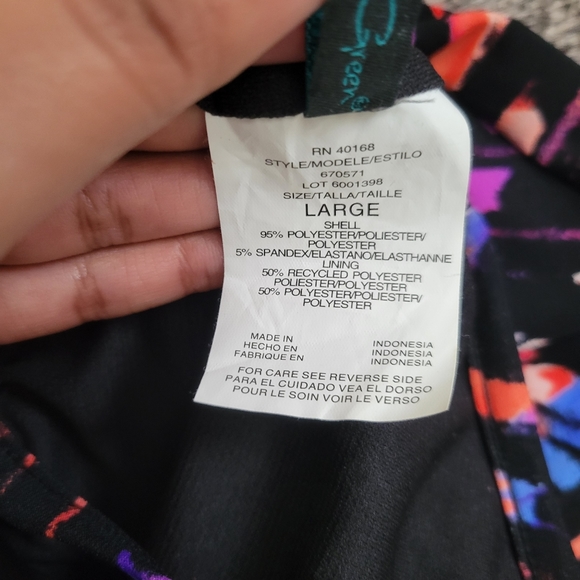 Green
RN 40168
STYLE/MODELE/ESTILO
670571
LOT 6001398
SIZE/TALLA/TAILLE
LARGE
SHELL
95% POLYESTER/POLIESTER/
POLYESTER
5% SPANDEX/ELASTANO/ELASTHANNE
LINING
50% RECYCLED POLYESTER
POLIESTER/POLYESTER
50% POLYESTER/POLIESTER/
POLYESTER
MADE IN INDONESIA
HECHO EN INDONESIA
FABRIQUE EN INDONESIA
FOR CARE SEE REVERSE SIDE
PARA EL CUIDADO VEA EL DORSO
POUR LE SOIN VOIR LE VERSO